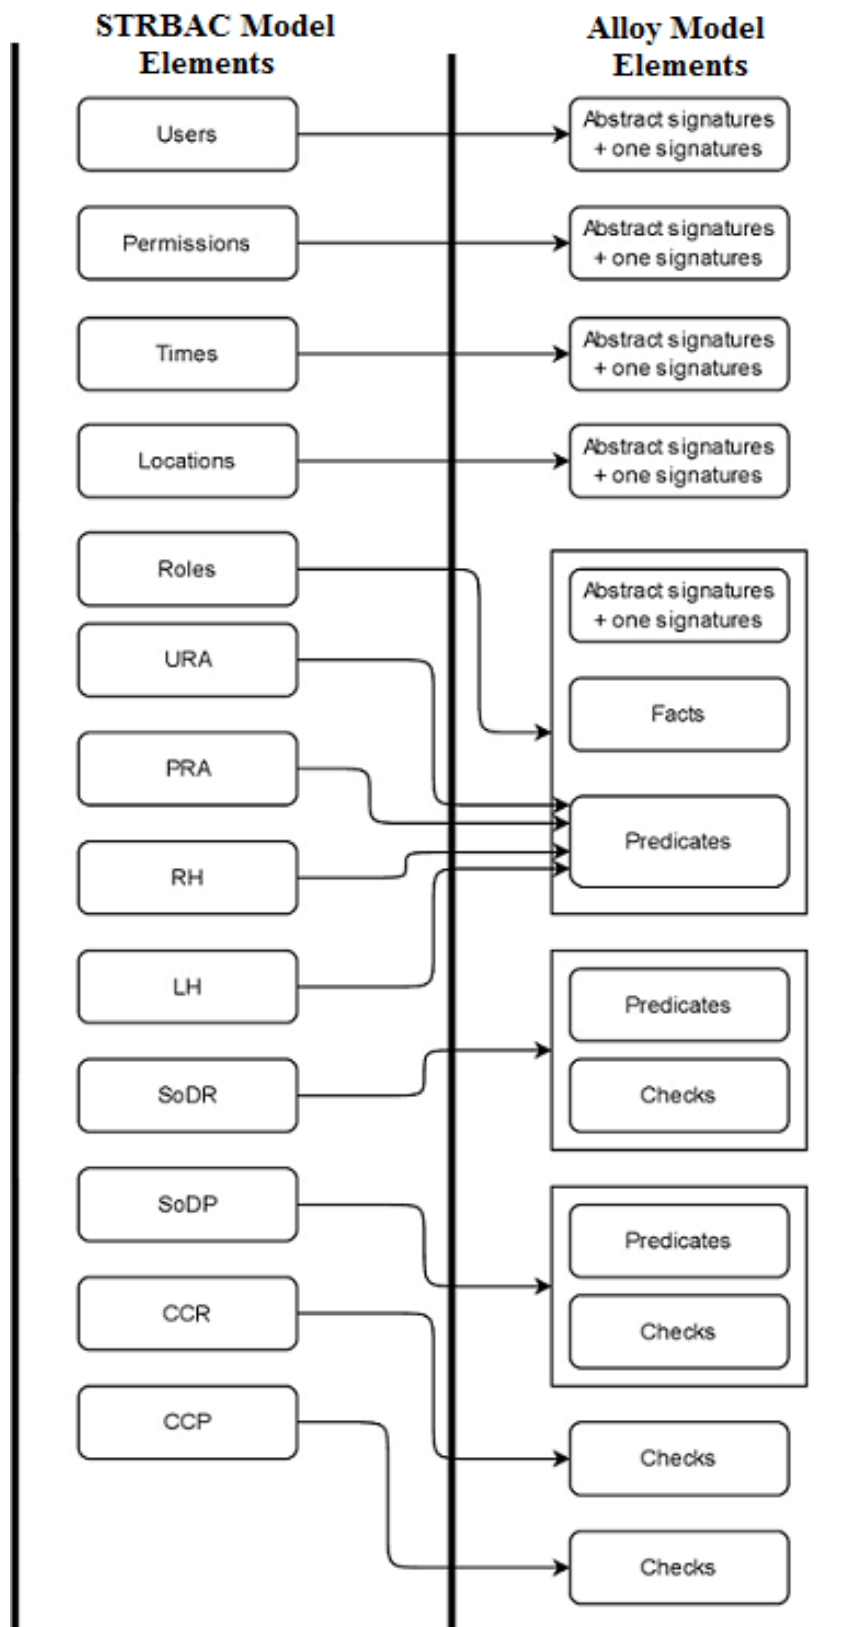 STRBAC Model
Elements
Alloy Model
Elements
Users
Abstract signatures
+ one signatures
Permissions
Abstract signatures
+ one signatures
Times
Abstract signatures
+ one signatures
Locations
Abstract signatures
+ one signatures
Roles
URA
PRA
RH
LH
Abstract signatures
+ one signatures
Facts
Predicates
SoDR
Predicates
Checks
SoDP
Predicates
Checks
CCR
Checks
CCP
Checks